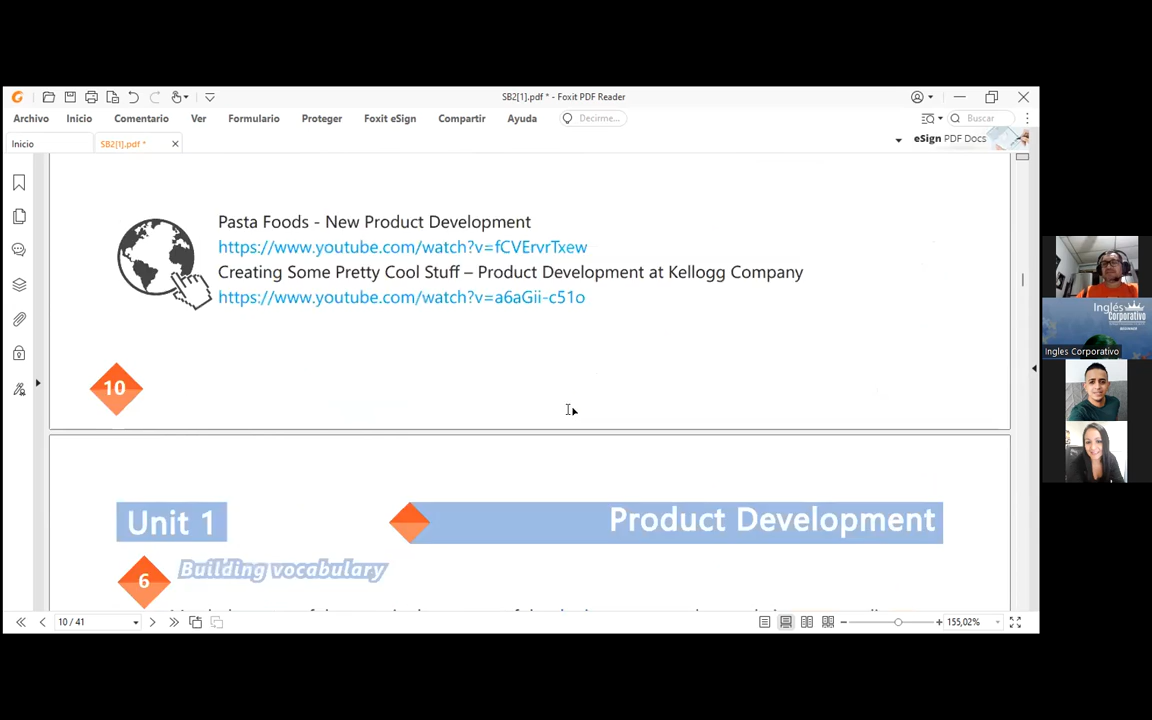 SB2[1].pdf * - Foxit PDF Reader
Archivo Inicio Comentario Ver Formulario Proteger Foxit eSign Compartir Ayuda Decirme... Buscar
Inicio SB2[1].pdf * eSign PDF Docs
Pasta Foods - New Product Development
https://www.youtube.com/watch?v=fCVErvrTxew
Creating Some Pretty Cool Stuff – Product Development at Kellogg Company
https://www.youtube.com/watch?v=a6aGii-c51o
10
Unit 1 Product Development
6 Building vocabulary
10 / 41 155,02%
Inglés
Corporativo
BEGINNER
Ingles Corporativo